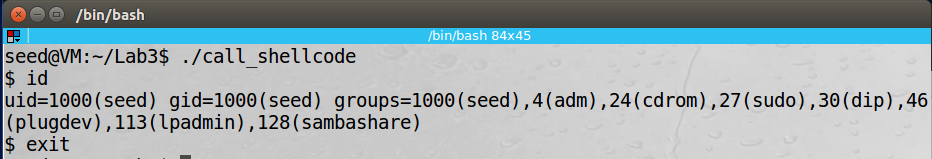 /bin/bash
/bin/bash 84x45
seed@VM:~/Lab3$ ./call_shellcode
$ id
uid=1000(seed) gid=1000(seed) groups=1000(seed),4(adm),24(cdrom),27(sudo),30(dip),46
(plugdev),113(lpadmin),128(sambashare)
$ exit